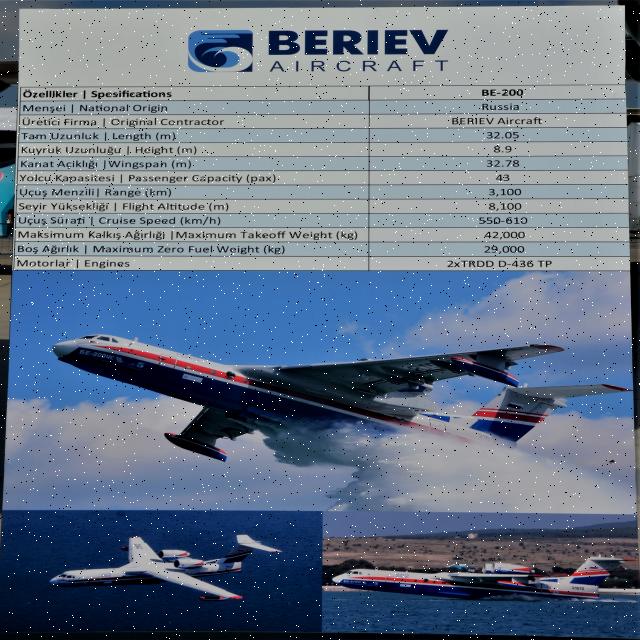 BERIEV
AIRCRAFT
Özellikler | Spesifications BE-200
Menşei | National Origin Russia
Üretici Firma | Original Contractor BERIEV Aircraft
Tam Uzunluk | Length (m) 32.05
Kuyruk Uzunluğu | Height (m) 8.9
Kanat Açıklığı | Wingspan (m) 32.78
Yolcu Kapasitesi | Passenger Capacity (pax) 43
Uçuş Menzili | Range (km) 3,100
Seyir Yüksekliği | Flight Altitude (m) 8,100
Uçuş Sürati | Cruise Speed (km/h) 550-610
Maksimum Kalkış Ağırlığı | Maximum Takeoff Weight (kg) 42,000
Boş Ağırlık | Maximum Zero Fuel Weight (kg) 29,000
Motorlar | Engines 2xTRDD D-436 TP